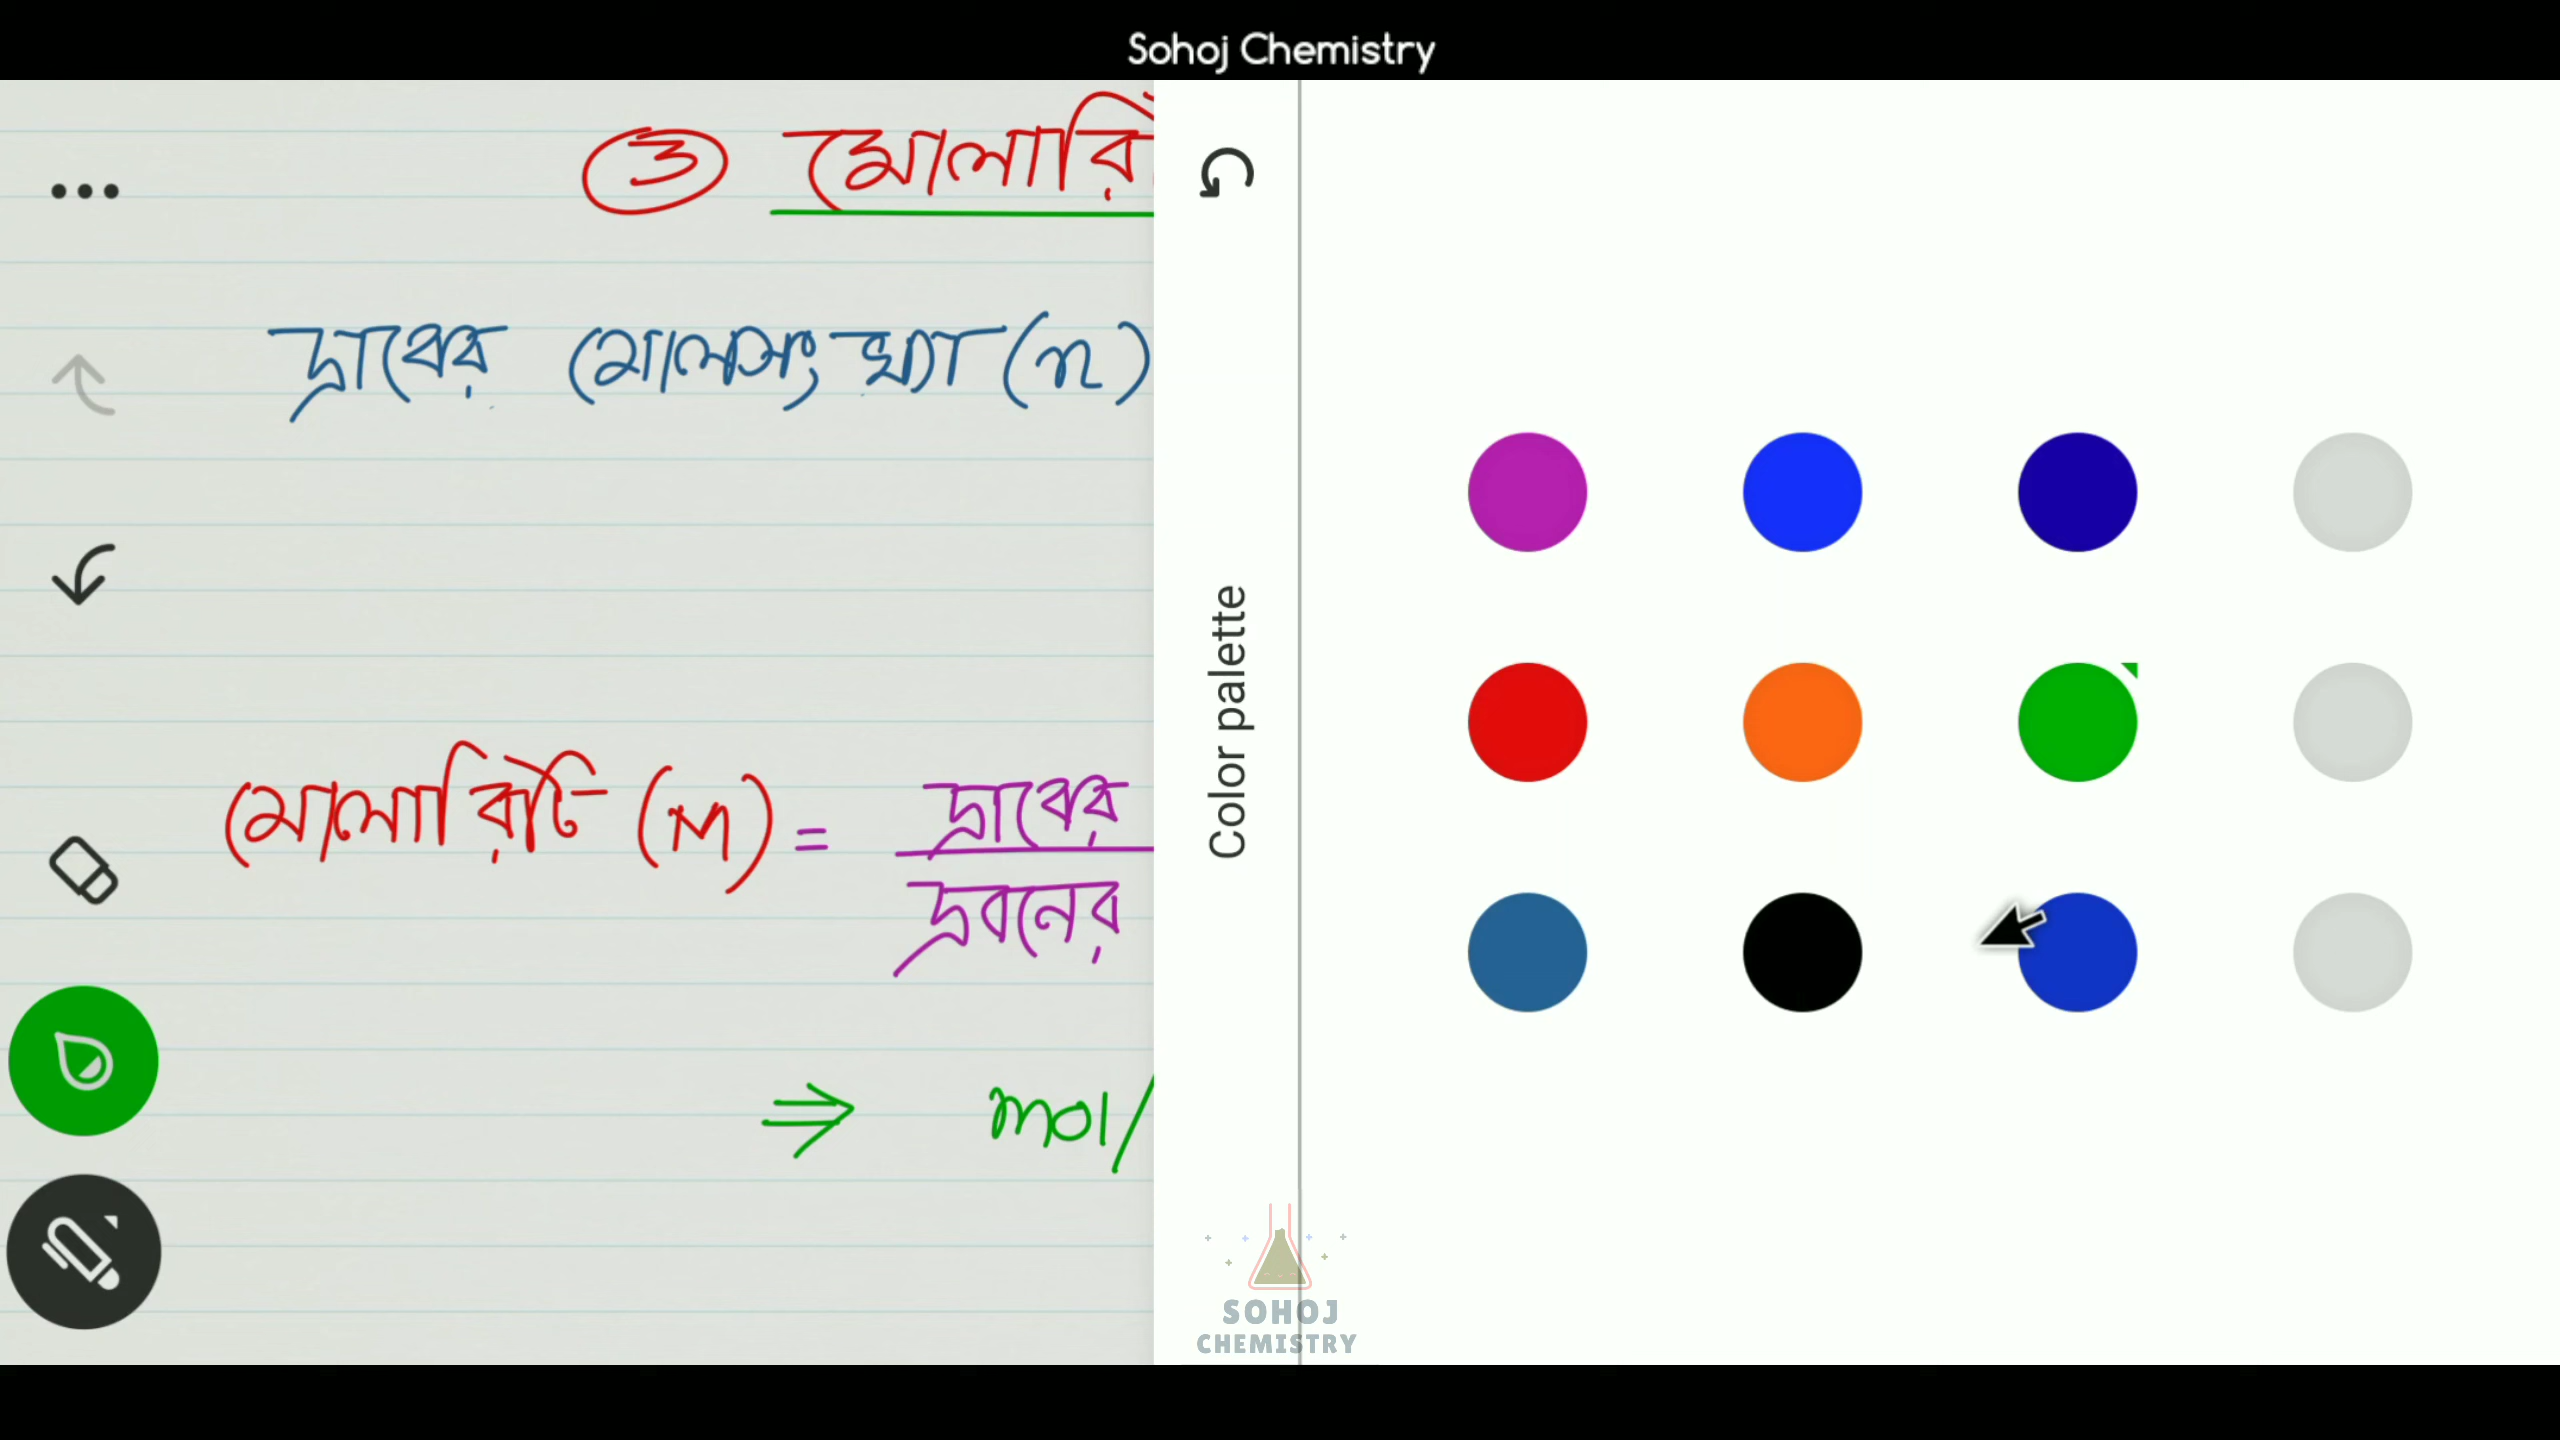 Sohoj Chemistry
৩ মোলারি
দ্রাবের মোলসংখ্যা (n)
মোলারিটি (M) = দ্রাবের
দ্রবনের
⇒ mol/
Color palette
SOHOJ
CHEMISTRY